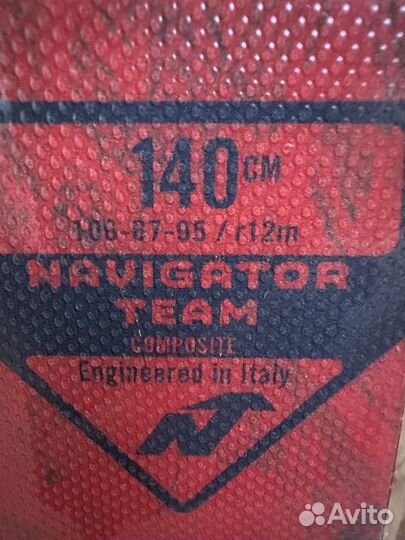 140 CM
106-67-95 / r12m
NAVIGATOR
TEAM
COMPOSITE
Engineered in Italy
Avito